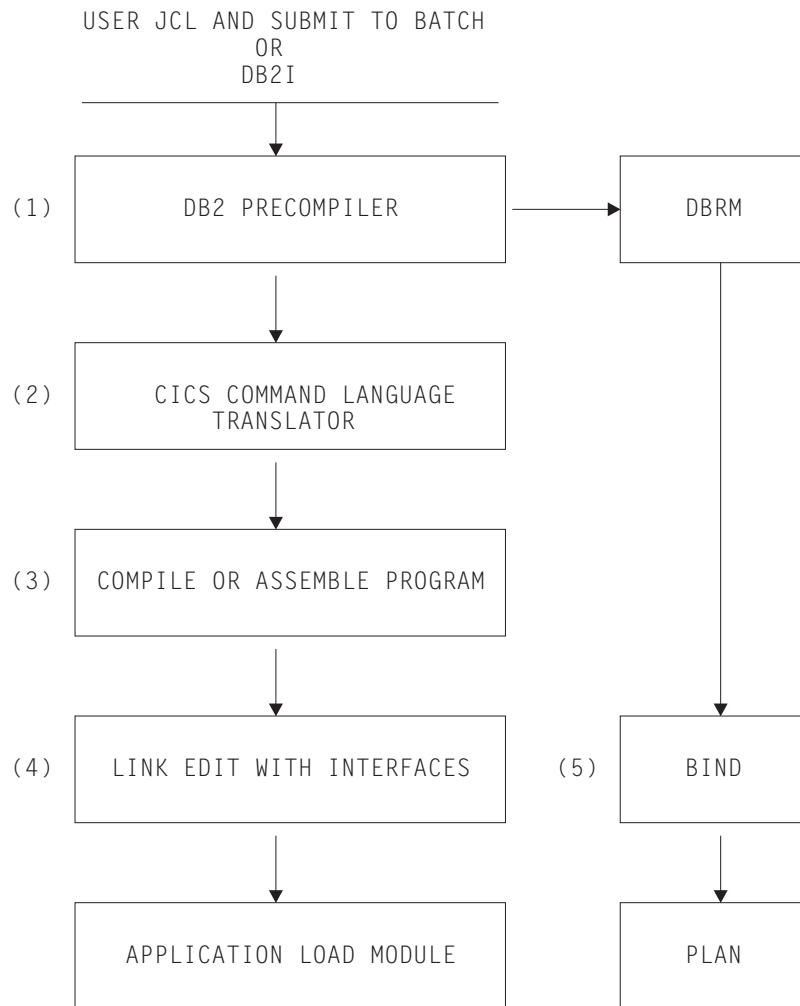 USER JCL AND SUBMIT TO BATCH
OR
DB2I
(1)
DB2 PRECOMPILER
DBRM
(2)
CICS COMMAND LANGUAGE
TRANSLATOR
(3)
COMPILE OR ASSEMBLE PROGRAM
(4)
LINK EDIT WITH INTERFACES
(5)
BIND
APPLICATION LOAD MODULE
PLAN